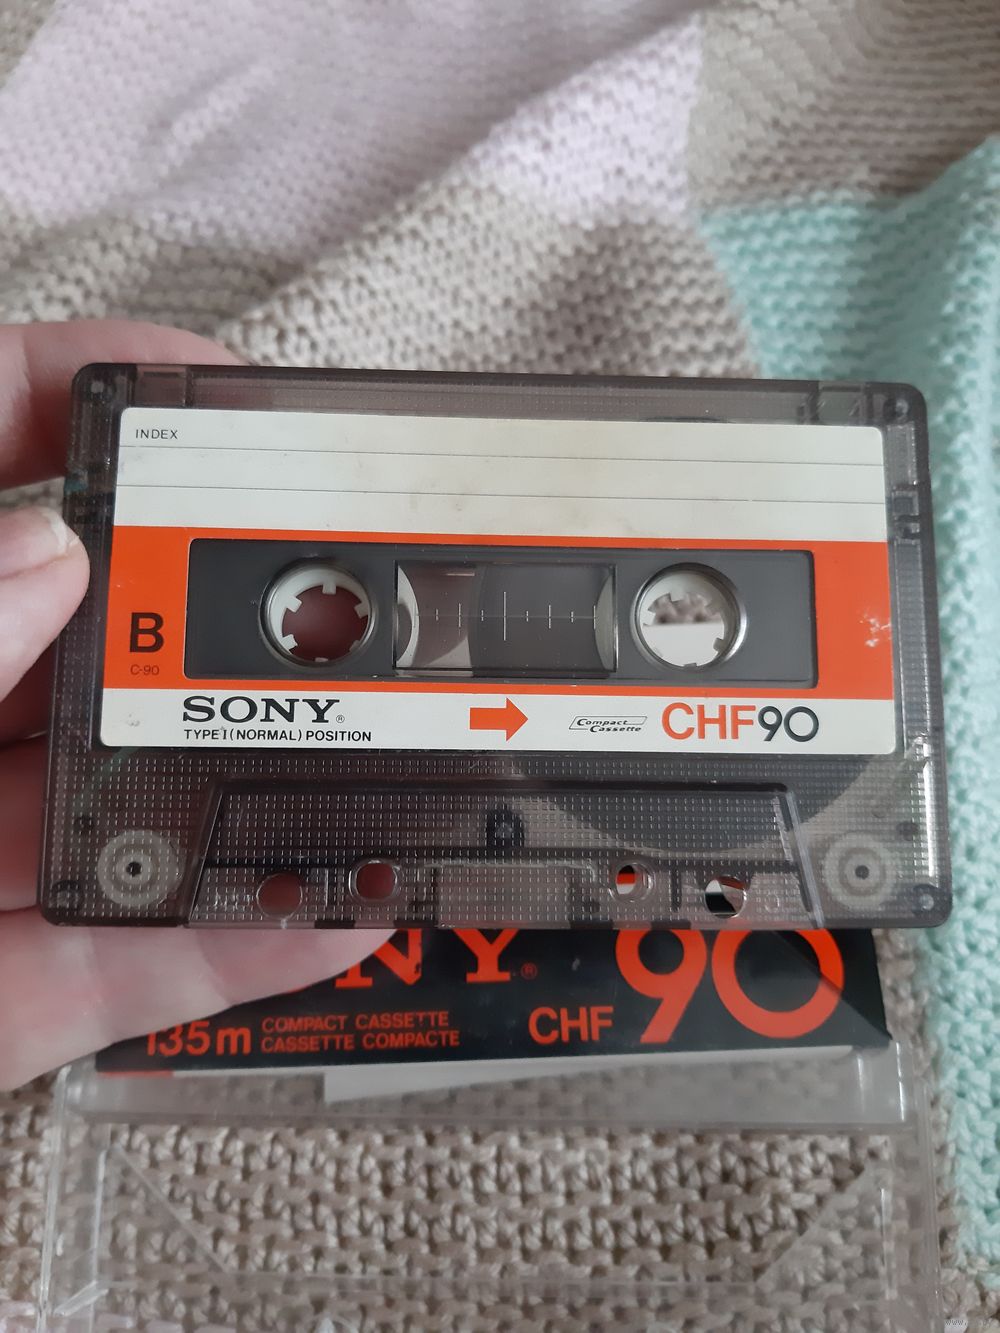 INDEX
B
C-90
SONY®
TYPE I (NORMAL) POSITION
Compact
Cassette
CHF90
B
NY®
90
135m COMPACT CASSETTE
CASSETTE COMPACTE
CHF